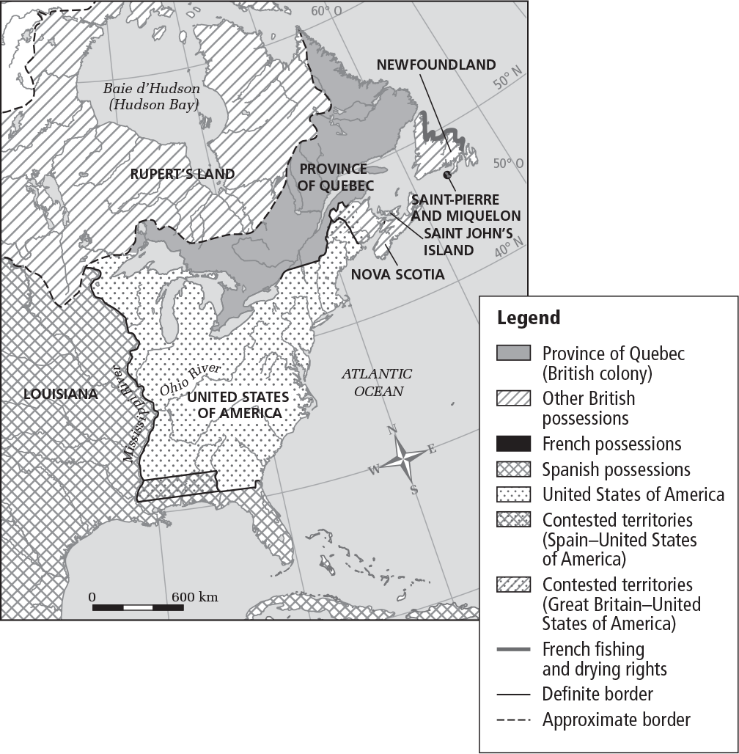 60° O
NEWFOUNDLAND
50° N
Baie d’Hudson
(Hudson Bay)
50° O
RUPERT’S LAND
PROVINCE
OF QUEBEC
SAINT-PIERRE
AND MIQUELON
SAINT JOHN’S
ISLAND
40° N
NOVA SCOTIA
ATLANTIC
OCEAN
LOUISIANA
Mississippi River
Ohio River
UNITED STATES
OF AMERICA
N
E
W
S
0 600 km
Legend
Province of Quebec
(British colony)
Other British
possessions
French possessions
Spanish possessions
United States of America
Contested territories
(Spain–United States
of America)
Contested territories
(Great Britain–United
States of America)
French fishing
and drying rights
Definite border
Approximate border